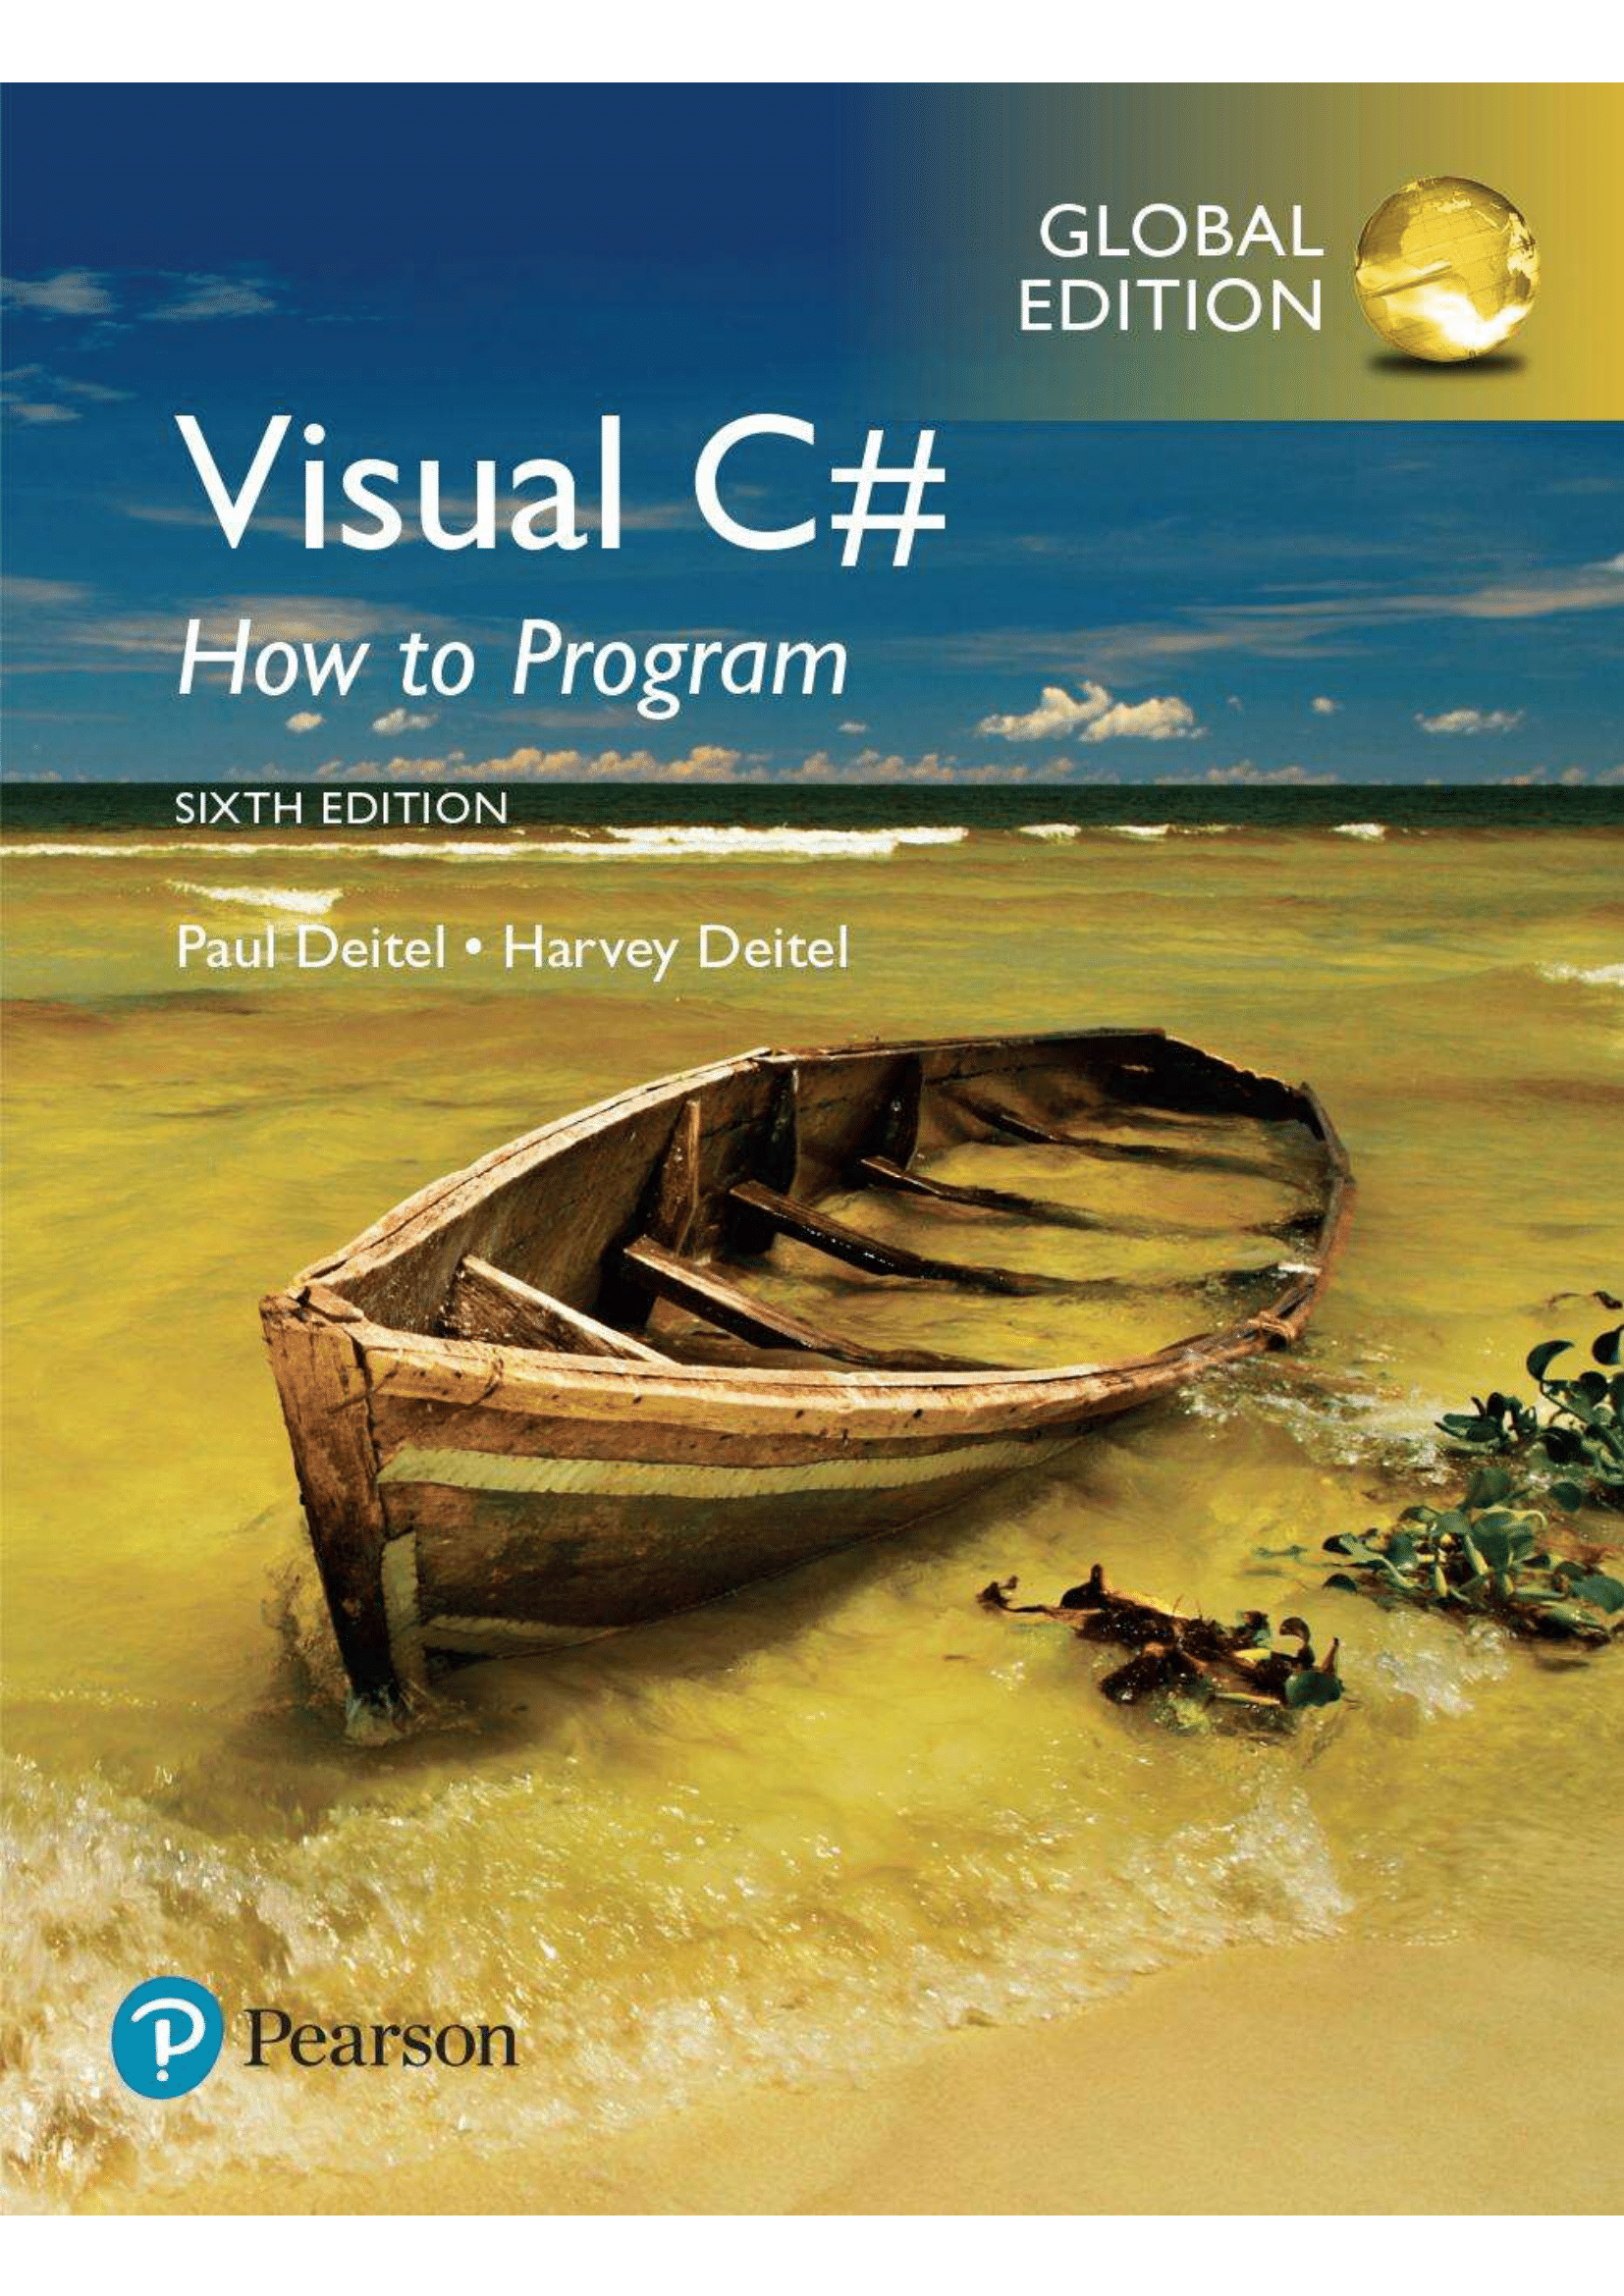 GLOBAL
EDITION
Visual C#
How to Program
SIXTH EDITION
Paul Deitel • Harvey Deitel
P
Pearson